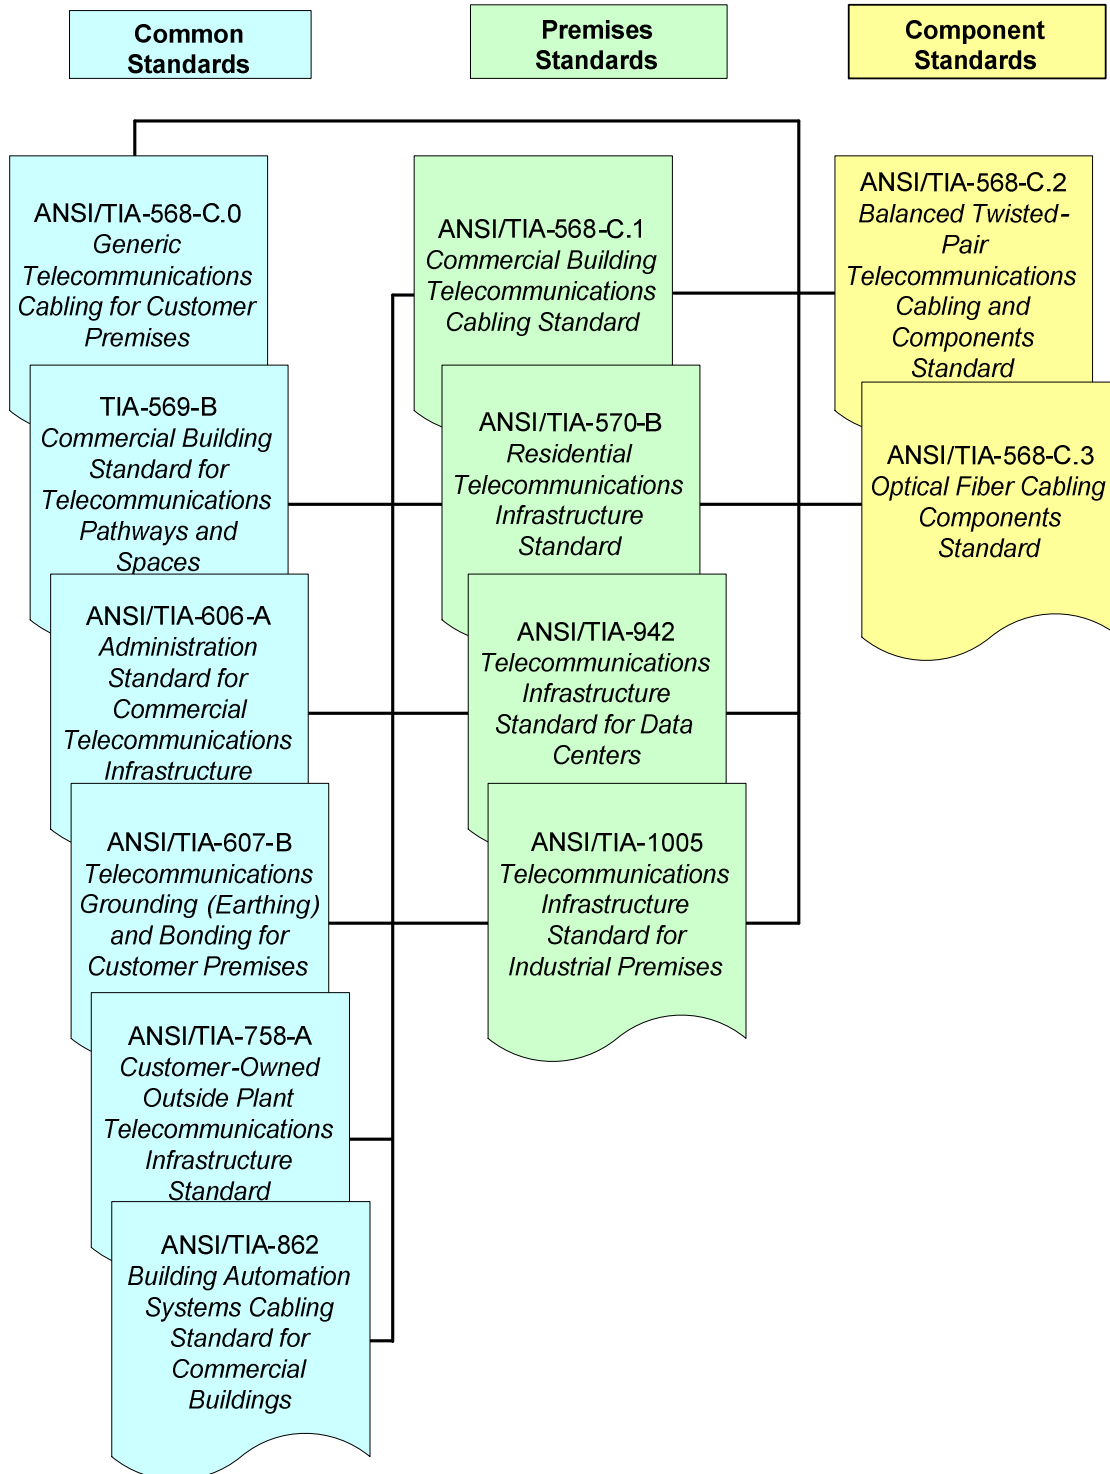 Common
Standards
Premises
Standards
Component
Standards
ANSI/TIA-568-C.0
Generic
Telecommunications
Cabling for Customer
Premises
TIA-569-B
Commercial Building
Standard for
Telecommunications
Pathways and
Spaces
ANSI/TIA-606-A
Administration
Standard for
Commercial
Telecommunications
Infrastructure
ANSI/TIA-607-B
Telecommunications
Grounding (Earthing)
and Bonding for
Customer Premises
ANSI/TIA-758-A
Customer-Owned
Outside Plant
Telecommunications
Infrastructure
Standard
ANSI/TIA-862
Building Automation
Systems Cabling
Standard for
Commercial
Buildings
ANSI/TIA-568-C.1
Commercial Building
Telecommunications
Cabling Standard
ANSI/TIA-570-B
Residential
Telecommunications
Infrastructure
Standard
ANSI/TIA-942
Telecommunications
Infrastructure
Standard for Data
Centers
ANSI/TIA-1005
Telecommunications
Infrastructure
Standard for
Industrial Premises
ANSI/TIA-568-C.2
Balanced Twisted-
Pair
Telecommunications
Cabling and
Components
Standard
ANSI/TIA-568-C.3
Optical Fiber Cabling
Components
Standard